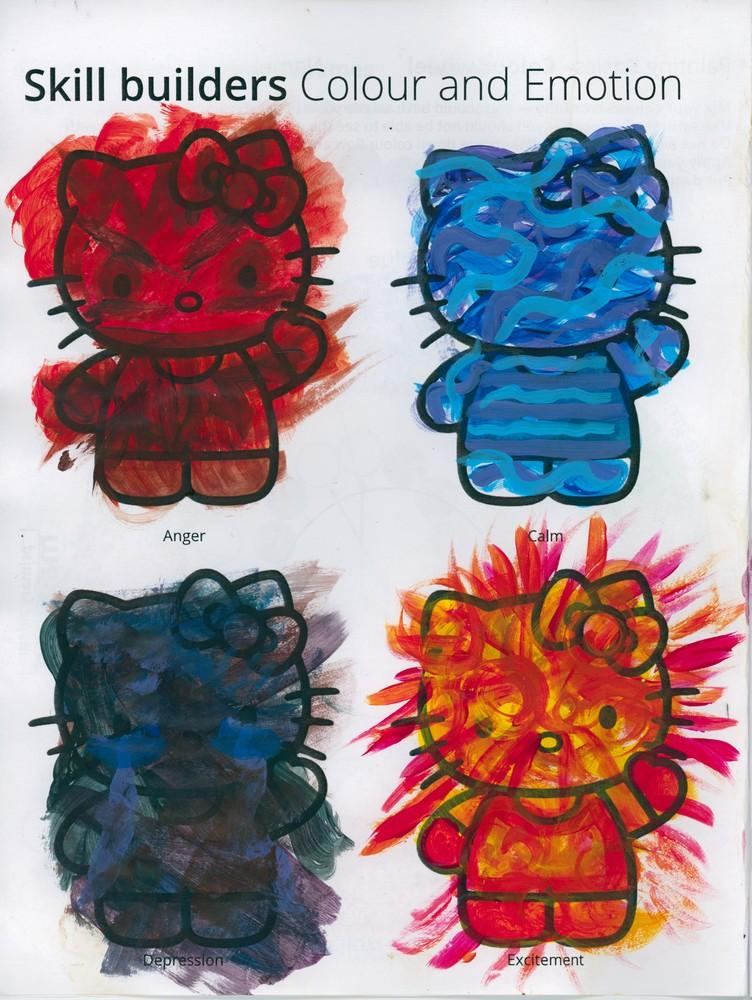 Skill builders Colour and Emotion
Anger
Calm
Depression
Excitement